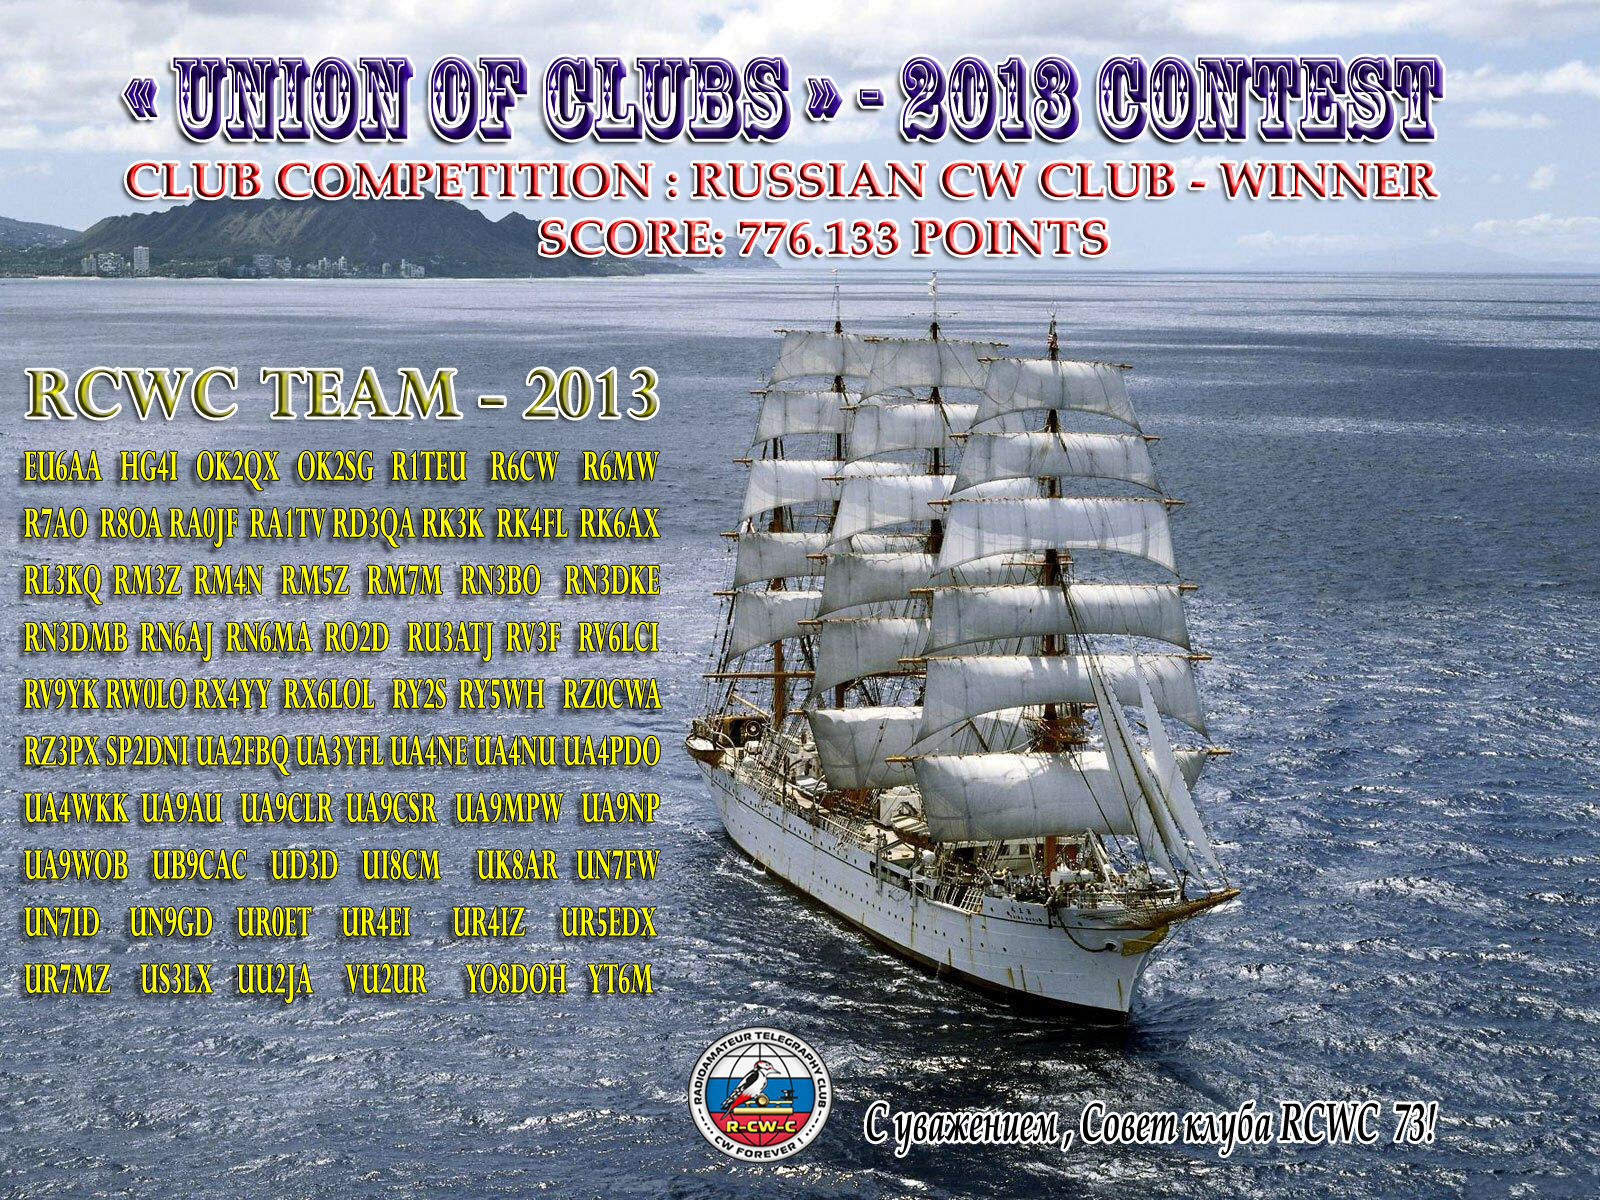 « UNION OF CLUBS » - 2013 CONTEST
CLUB COMPETITION : RUSSIAN CW CLUB - WINNER
SCORE: 776.133 POINTS
RCWC TEAM - 2013
EU6AA HG4I OK2QX OK2SG R1TEU R6CW R6MW
R7AO R8OA RA0JF RA1TV RD3QA RK3K RK4FL RK6AX
RL3KQ RM3Z RM4N RM5Z RM7M RN3BO RN3DKE
RN3DMB RN6AJ RN6MA RO2D RU3ATJ RV3F RV6LCI
RV9YK RW0LO RX4YY RX6LOL RY2S RY5WH RZ0CWA
RZ3PX SP2DNI UA2FBQ UA3YFL UA4NE UA4NU UA4PDO
UA4WKK UA9AU UA9CLR UA9CSR UA9MPW UA9NP
UA9WOB UB9CAC UD3D UI8CM UK8AR UN7FW
UN7ID UN9GD UR0ET UR4EI UR4IZ UR5EDX
UR7MZ US3LX UU2JA VU2UR YO8DOH YT6M
RADIOAMATEUR TELEGRAPHY CLUB
R-CW-C
CW FOREVER !
С уважением , Совет клуба RCWC 73!